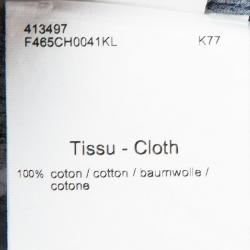 413497
F465CH0041KL K77
Tissu - Cloth
100% coton / cotton / baumwolle /
cotone